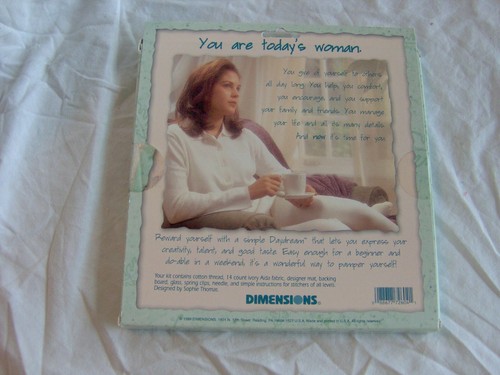 You are today's woman.
You give of yourself to others
all day long. You help, you comfort,
you encourage and you support
your family and friends. You manage
your life and all its many details.
And now it's time for you.
Reward yourself with a simple Daydream™ that lets you express your
creativity, talent, and good taste. Easy enough for a beginner and
do-able in a weekend, it's a wonderful way to pamper yourself!
Your kit contains cotton thread, 14 count ivory Aida fabric, designer mat, backing
board, glass, spring clips, needle, and simple instructions for stitchers of all levels.
Designed by Sophie Thomas.
DIMENSIONS®